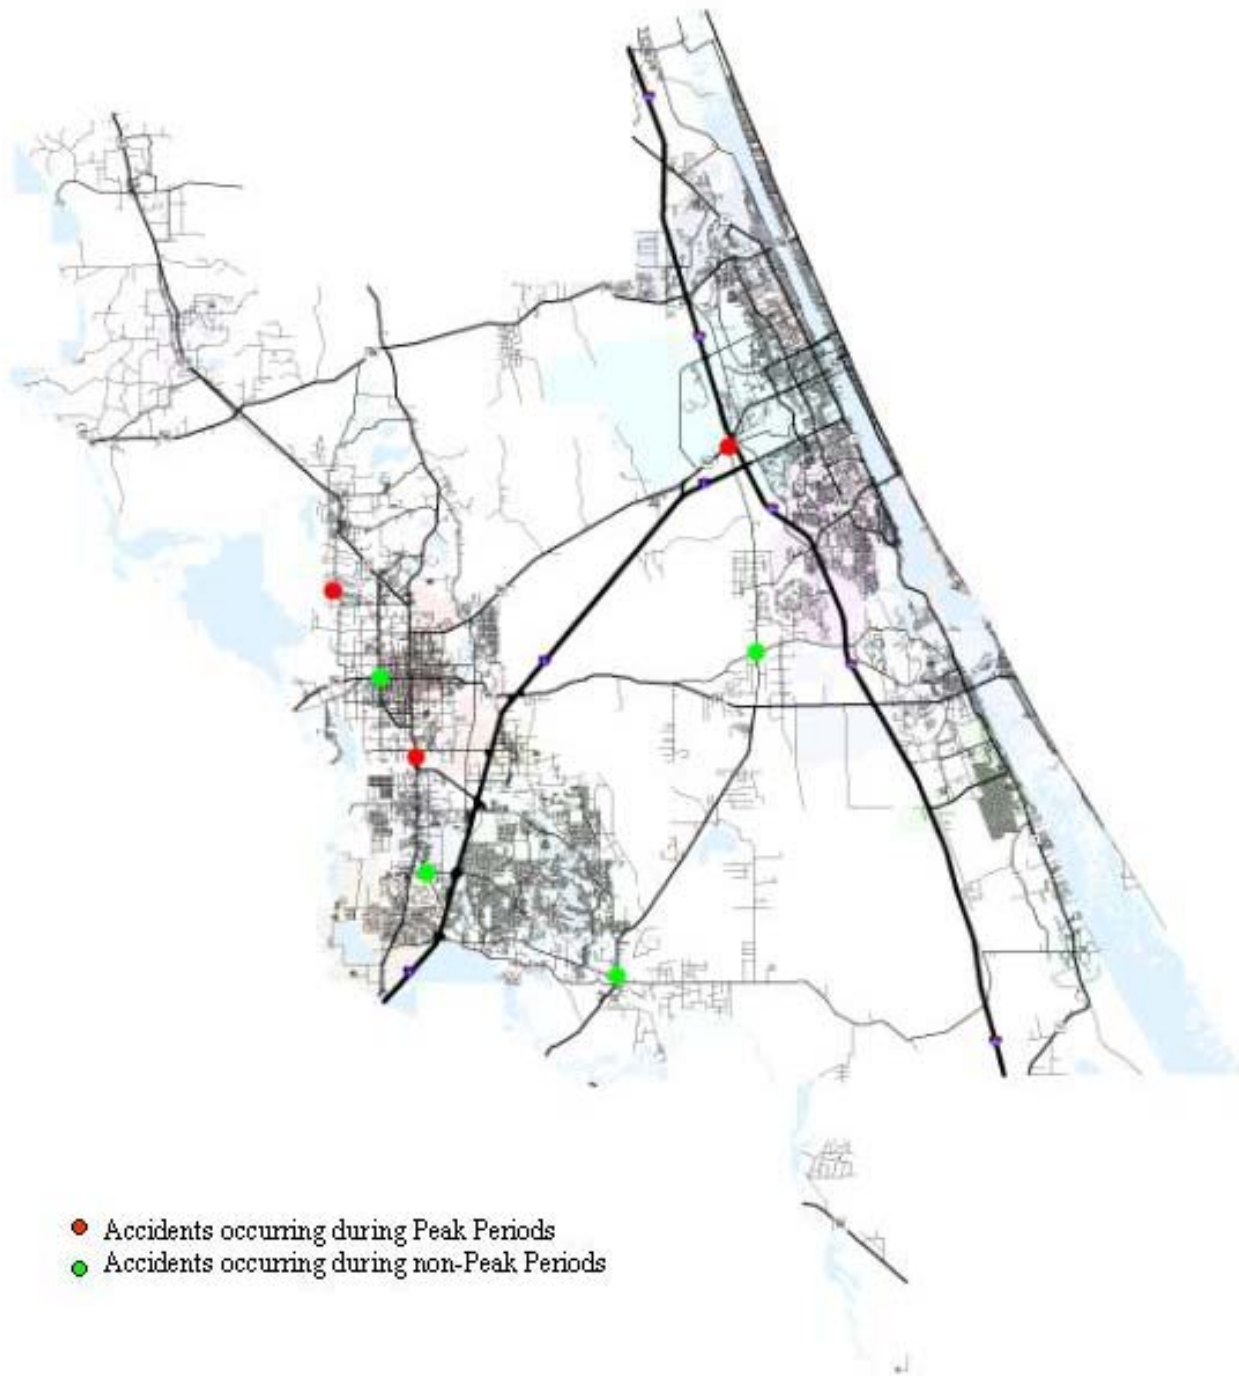 Accidents occurring during Peak Periods
Accidents occurring during non-Peak Periods